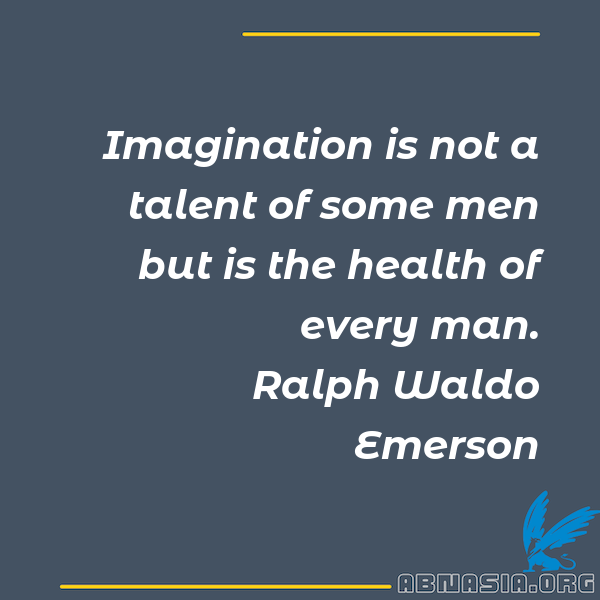 Imagination is not a
talent of some men
but is the health of
every man.
Ralph Waldo
Emerson
ABNASIA.ORG